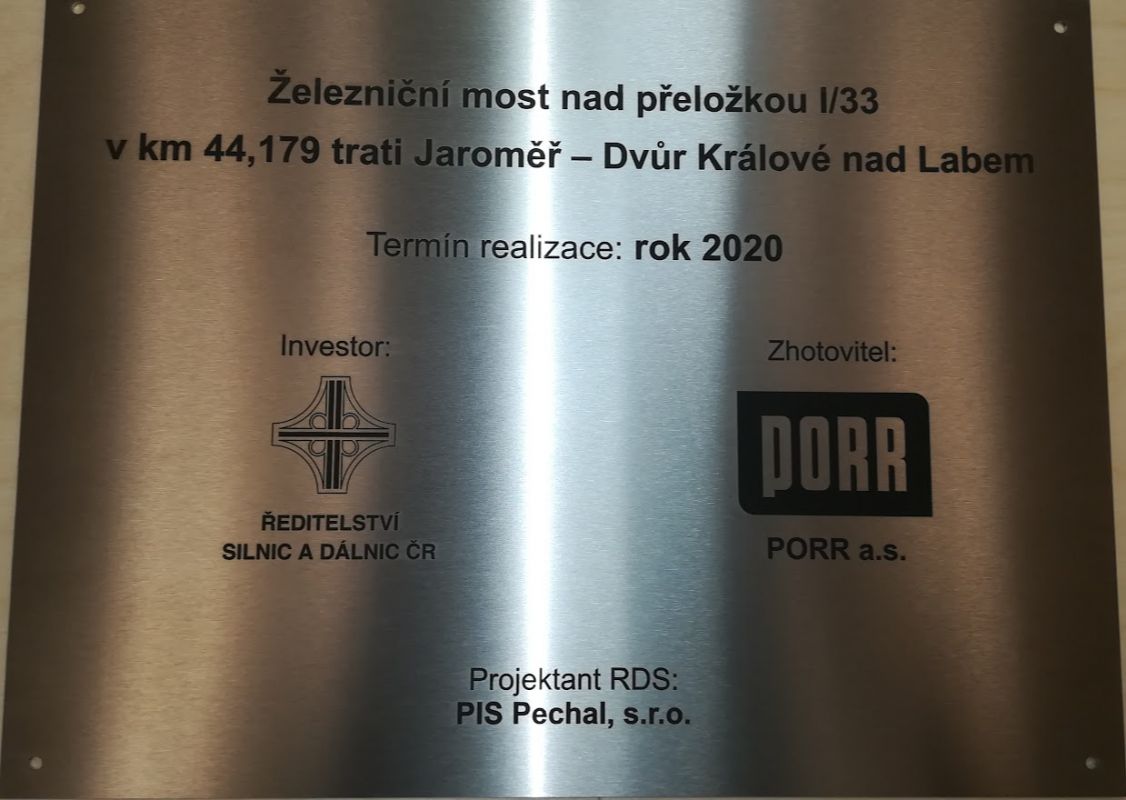 Železniční most nad přeložkou I/33
v km 44,179 trati Jaroměř – Dvůr Králové nad Labem
Termín realizace: rok 2020
Investor:
Zhotovitel:
PORR
ŘEDITELSTVÍ
SILNIC A DÁLNIC ČR
PORR a.s.
Projektant RDS:
PIS Pechal, s.r.o.